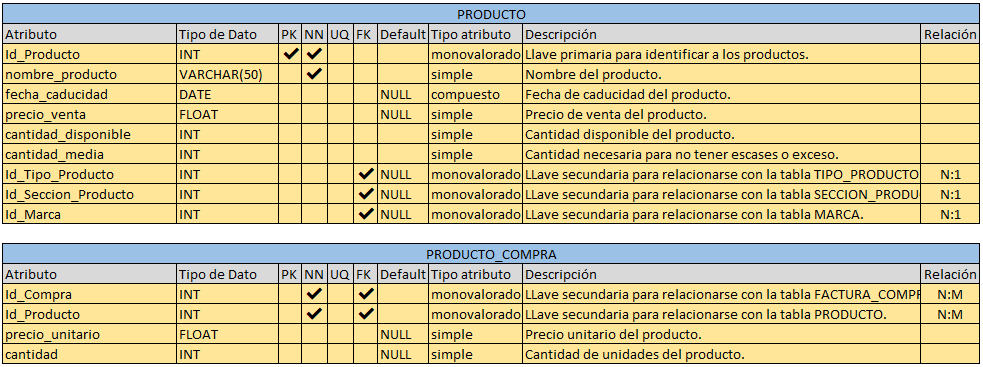 PRODUCTO
Atributo Tipo de Dato PK NN UQ FK Default Tipo atributo Descripción Relación
Id_Producto INT ✔ ✔ monovalorado Llave primaria para identificar a los productos.
nombre_producto VARCHAR(50) ✔ simple Nombre del producto.
fecha_caducidad DATE NULL compuesto Fecha de caducidad del producto.
precio_venta FLOAT NULL simple Precio de venta del producto.
cantidad_disponible INT simple Cantidad disponible del producto.
cantidad_media INT simple Cantidad necesaria para no tener escases o exceso.
Id_Tipo_Producto INT ✔ NULL monovalorado LLave secundaria para relacionarse con la tabla TIPO_PRODUCTO N:1
Id_Seccion_Producto INT ✔ NULL monovalorado LLave secundaria para relacionarse con la tabla SECCION_PRODU N:1
Id_Marca INT ✔ NULL monovalorado LLave secundaria para relacionarse con la tabla MARCA. N:1
PRODUCTO_COMPRA
Atributo Tipo de Dato PK NN UQ FK Default Tipo atributo Descripción Relación
Id_Compra INT ✔ ✔ monovalorado LLave secundaria para relacionarse con la tabla FACTURA_COMPR N:M
Id_Producto INT ✔ ✔ monovalorado LLave secundaria para relacionarse con la tabla PRODUCTO. N:M
precio_unitario FLOAT NULL simple Precio unitario del producto.
cantidad INT NULL simple Cantidad de unidades del producto.